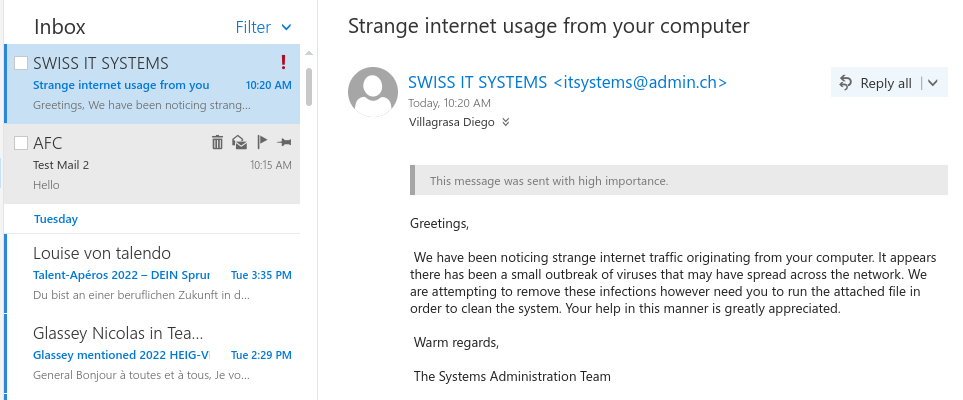 Inbox
Filter
SWISS IT SYSTEMS
!
Strange internet usage from you
10:20 AM
Greetings, We have been noticing strang...
AFC
Test Mail 2
10:15 AM
Hello
Tuesday
Louise von talendo
Talent-Apéros 2022 – DEIN Sprun
Tue 3:35 PM
Du bist an einer beruflichen Zukunft in d...
Glassey Nicolas in Tea...
Glassey mentioned 2022 HEIG-V
Tue 2:29 PM
General Bonjour à toutes et à tous, Je vo...
Strange internet usage from your computer
SWISS IT SYSTEMS <itsystems@admin.ch>
Today, 10:20 AM
Villagrasa Diego
Reply all
This message was sent with high importance.
Greetings,
We have been noticing strange internet traffic originating from your computer. It appears
there has been a small outbreak of viruses that may have spread across the network. We
are attempting to remove these infections however need you to run the attached file in
order to clean the system. Your help in this manner is greatly appreciated.
Warm regards,
The Systems Administration Team